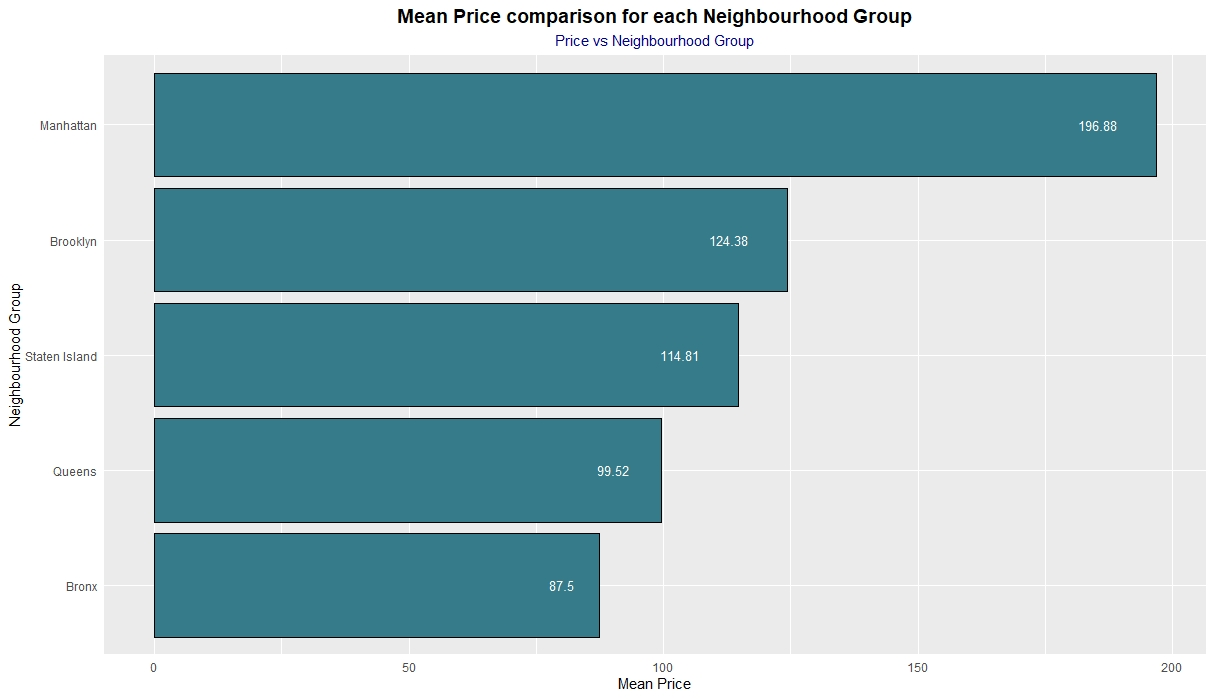 Mean Price comparison for each Neighbourhood Group
Price vs Neighbourhood Group
Neighbourhood Group
Manhattan
196.88
Brooklyn
124.38
Staten Island
114.81
Queens
99.52
Bronx
87.5
0 50 100 150 200
Mean Price